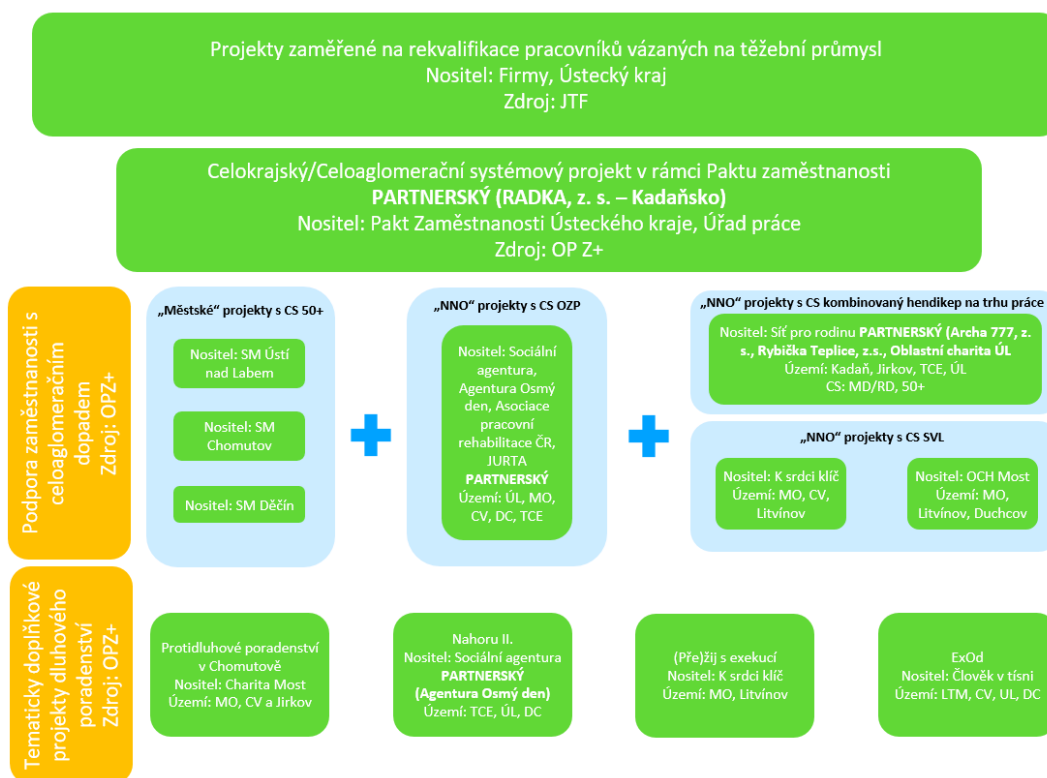 Projekty zaměřené na rekvalifikace pracovníků vázaných na těžební průmysl
Nositel: Firmy, Ústecký kraj
Zdroj: JTF
Celokrajský/Celoaglomerační systémový projekt v rámci Paktu zaměstnanosti
PARTNERSKÝ (RADKA, z. s. – Kadaňsko)
Nositel: Pakt Zaměstnanosti Ústeckého kraje, Úřad práce
Zdroj: OP Z+
Podpora zaměstnanosti s
celoaglomeračním
dopadem
Zdroj: OPZ+
„Městské“ projekty s CS 50+
Nositel: SM Ústí
nad Labem
Nositel: SM
Chomutov
Nositel: SM Děčín
„NNO“ projekty s CS OZP
Nositel: Sociální
agentura,
Agentura Osmý
den, Asociace
pracovní
rehabilitace ČR,
JURTA
PARTNERSKÝ
Území: ÚL, MO,
CV, DC, TCE
„NNO“ projekty s CS kombinovaný hendikep na trhu práce
Nositel: Síť pro rodinu PARTNERSKÝ (Archa 777, z.
s., Rybička Teplice, z.s., Oblastní charita ÚL
Území: Kadaň, Jirkov, TCE, ÚL
CS: MD/RD, 50+
„NNO“ projekty s CS SVL
Nositel: K srdci klíč
Území: MO, CV,
Litvínov
Nositel: OCH Most
Území: MO,
Litvínov, Duchcov
Tematicky doplňkové
projekty dluhového
poradenství
Zdroj: OPZ+
Protidluhové poradenství
v Chomutově
Nositel: Charita Most
Území: MO, CV a Jirkov
Nahoru II.
Nositel: Sociální agentura
PARTNERSKÝ
(Agentura Osmý den)
Území: TCE, ÚL, DC
(Pře)žij s exekucí
Nositel: K srdci klíč
Území: MO, Litvínov
ExOd
Nositel: Člověk v tísni
Území: LTM, CV, UL, DC